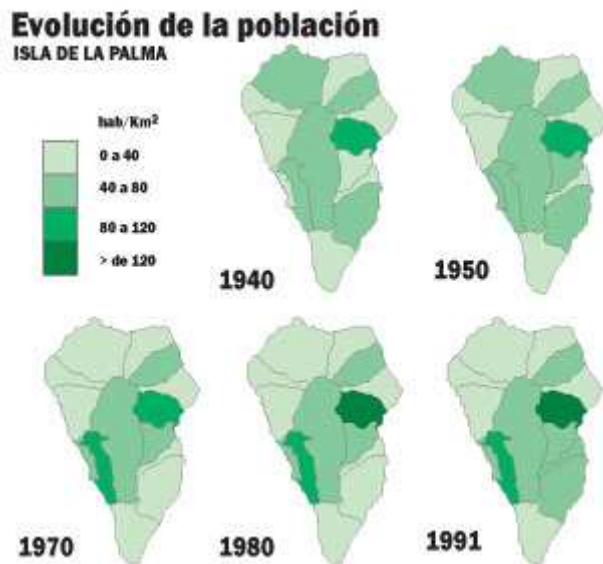 Evolución de la población
ISLA DE LA PALMA
hab/Km²
0 a 40
40 a 80
80 a 120
> de 120
1940
1950
1970
1980
1991